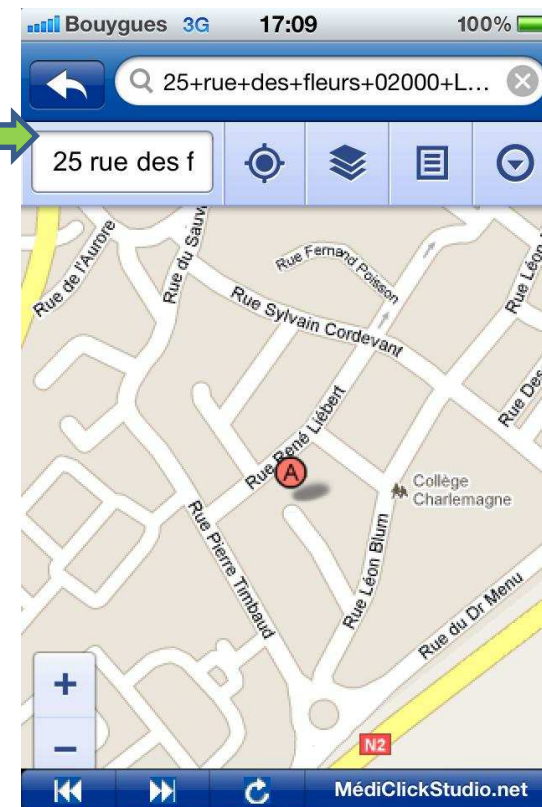 Bouygues 3G 17:09 100%
25+rue+des+fleurs+02000+L...
25 rue des f
Rue de l'Aurore
Rue du Sauv
Rue Fernand Poisson
Rue Léon
Rue Sylvain Cordevant
Rue Des
Rue René Liébert
A
Collège
Charlemagne
Rue Pierre Timbaud
Rue Léon Blum
Rue du Dr Menu
+
−
N2
MédiClickStudio.net